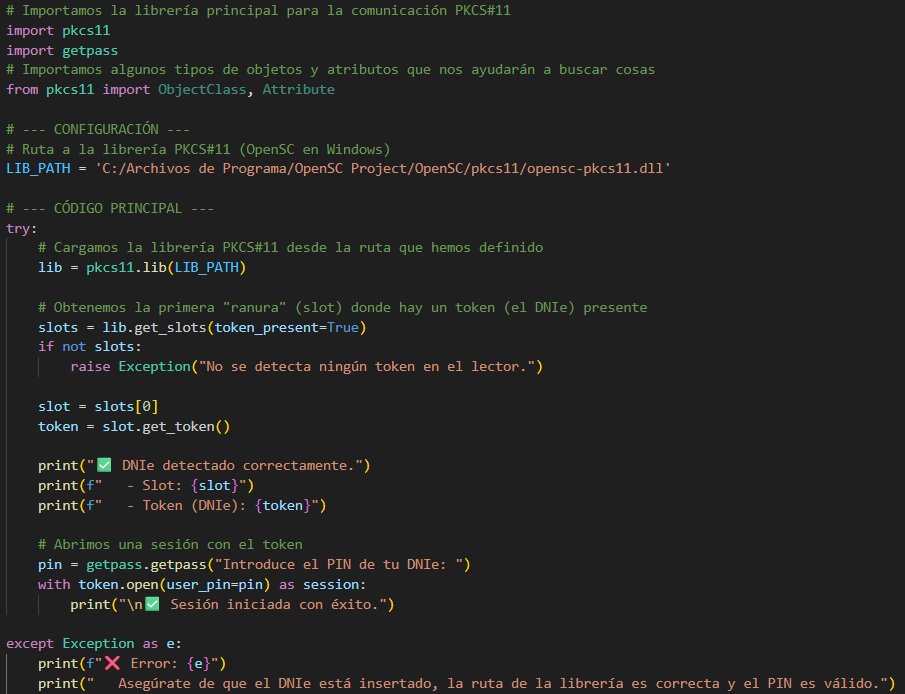 # Importamos la librería principal para la comunicación PKCS#11
import pkcs11
import getpass
# Importamos algunos tipos de objetos y atributos que nos ayudarán a buscar cosas
from pkcs11 import ObjectClass, Attribute
# --- CONFIGURACIÓN ---
# Ruta a la librería PKCS#11 (OpenSC en Windows)
LIB_PATH = 'C:/Archivos de Programa/OpenSC Project/OpenSC/pkcs11/opensc-pkcs11.dll'
# --- CÓDIGO PRINCIPAL ---
try:
    # Cargamos la librería PKCS#11 desde la ruta que hemos definido
    lib = pkcs11.lib(LIB_PATH)
    # Obtenemos la primera "ranura" (slot) donde hay un token (el DNIe) presente
    slots = lib.get_slots(token_present=True)
    if not slots:
        raise Exception("No se detecta ningún token en el lector.")
    slot = slots[0]
    token = slot.get_token()
    print("✅ DNIe detectado correctamente.")
    print(f"   - Slot: {slot}")
    print(f"   - Token (DNIe): {token}")
    # Abrimos una sesión con el token
    pin = getpass.getpass("Introduce el PIN de tu DNIe: ")
    with token.open(user_pin=pin) as session:
        print("\n✅ Sesión iniciada con éxito.")
except Exception as e:
    print(f"❌ Error: {e}")
    print("   Asegúrate de que el DNIe está insertado, la ruta de la librería es correcta y el PIN es válido.")